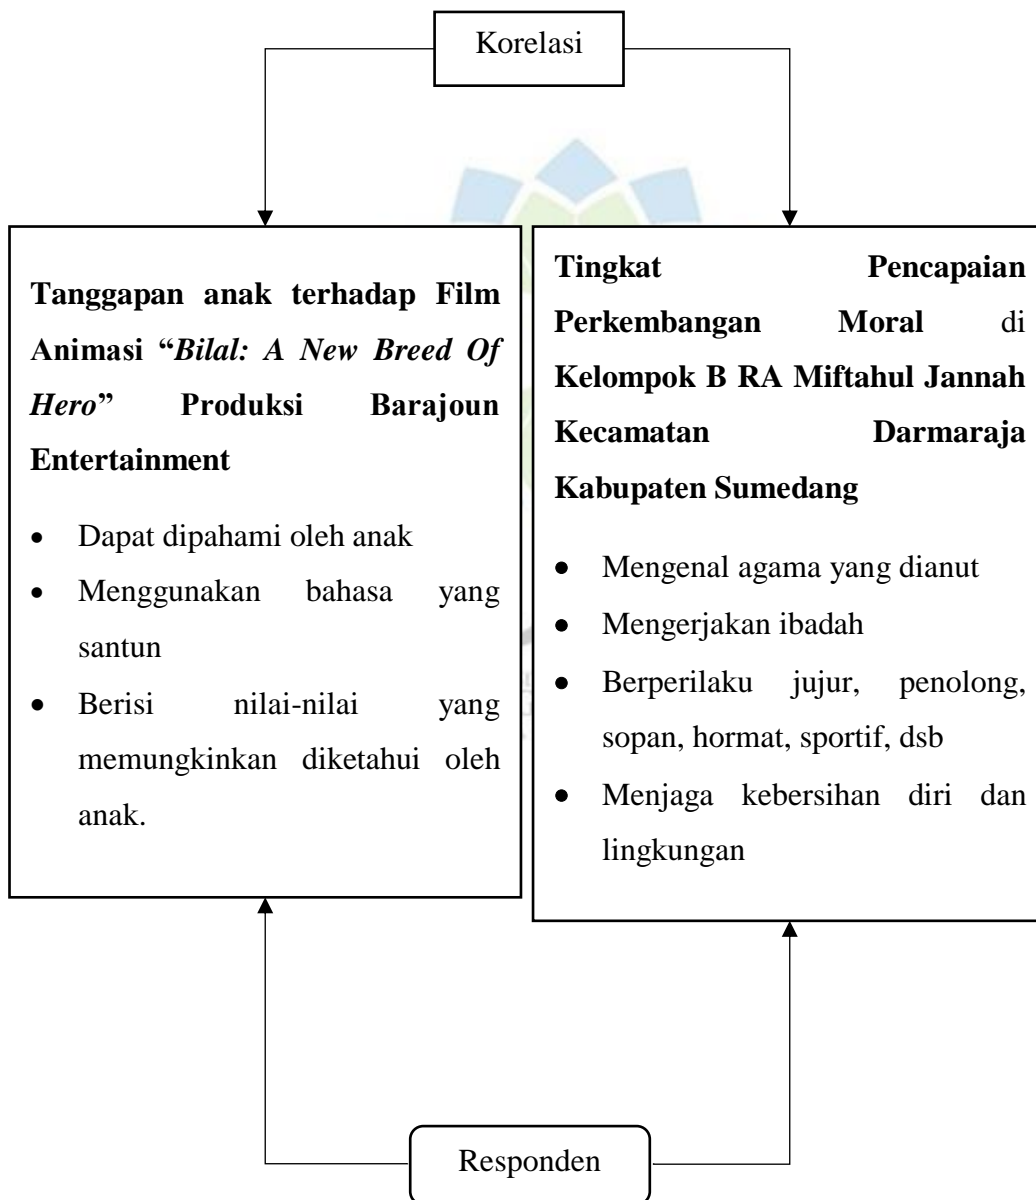 Korelasi
Tanggapan anak terhadap Film
Animasi “Bilal: A New Breed Of
Hero” Produksi Barajoun
Entertainment
• Dapat dipahami oleh anak
• Menggunakan bahasa yang
santun
• Berisi nilai-nilai yang
memungkinkan diketahui oleh
anak.
Tingkat Pencapaian
Perkembangan Moral di
Kelompok B RA Miftahul Jannah
Kecamatan Darmaraja
Kabupaten Sumedang
• Mengenal agama yang dianut
• Mengerjakan ibadah
• Berperilaku jujur, penolong,
sopan, hormat, sportif, dsb
• Menjaga kebersihan diri dan
lingkungan
Responden